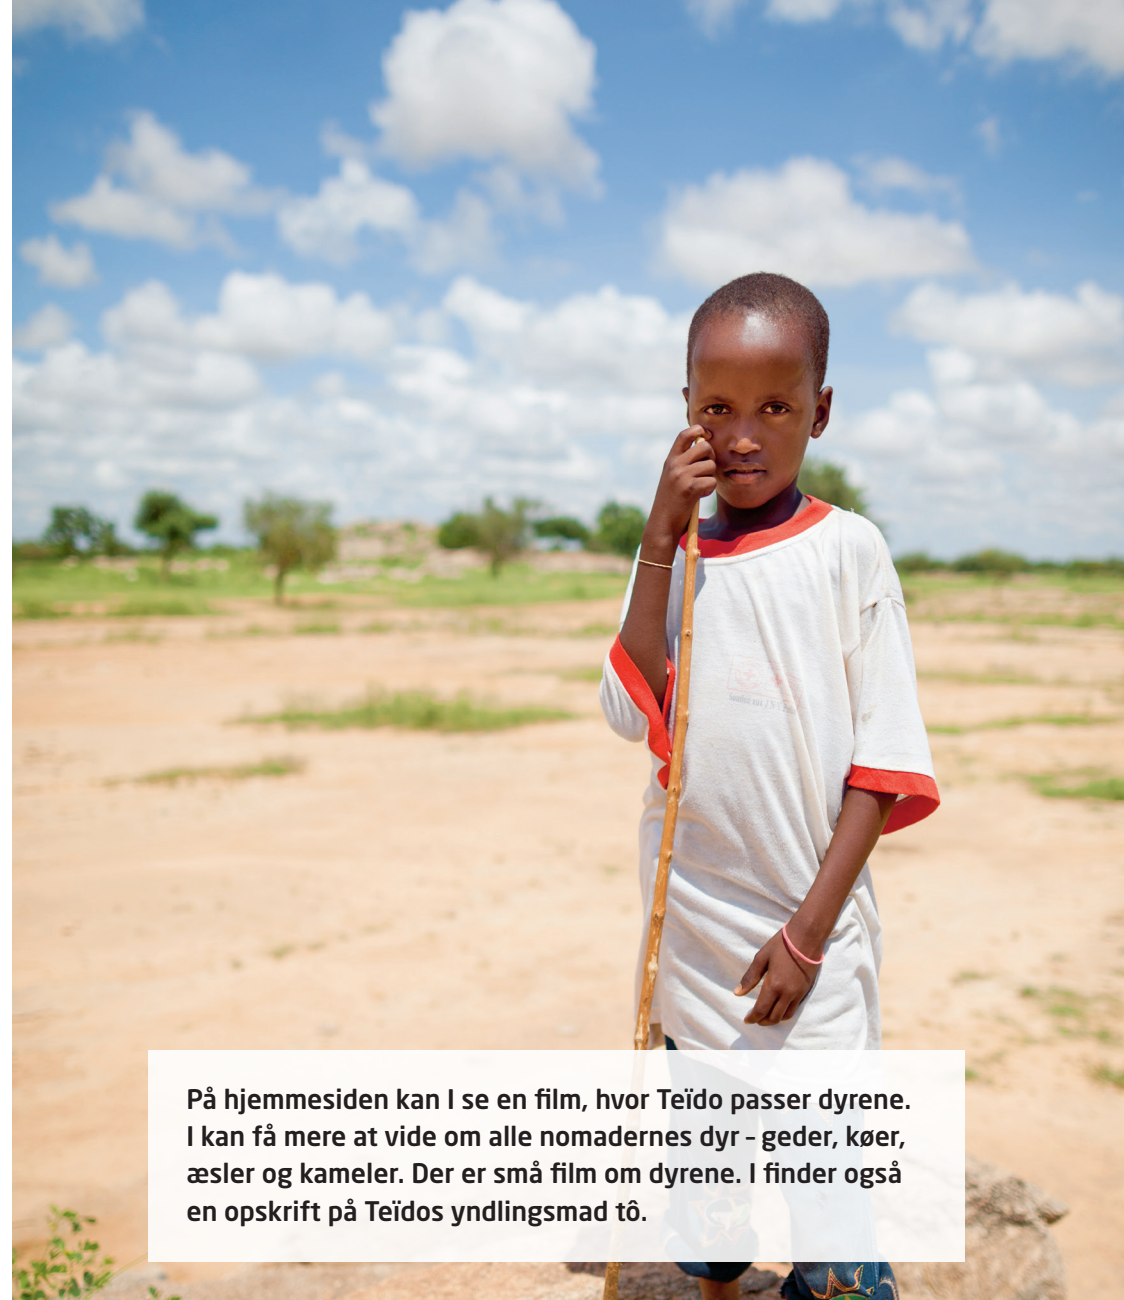 På hjemmesiden kan I se en film, hvor Teïdo passer dyrene.
I kan få mere at vide om alle nomadernes dyr – geder, køer,
æsler og kameler. Der er små film om dyrene. I finder også
en opskrift på Teïdos yndlingsmad tô.